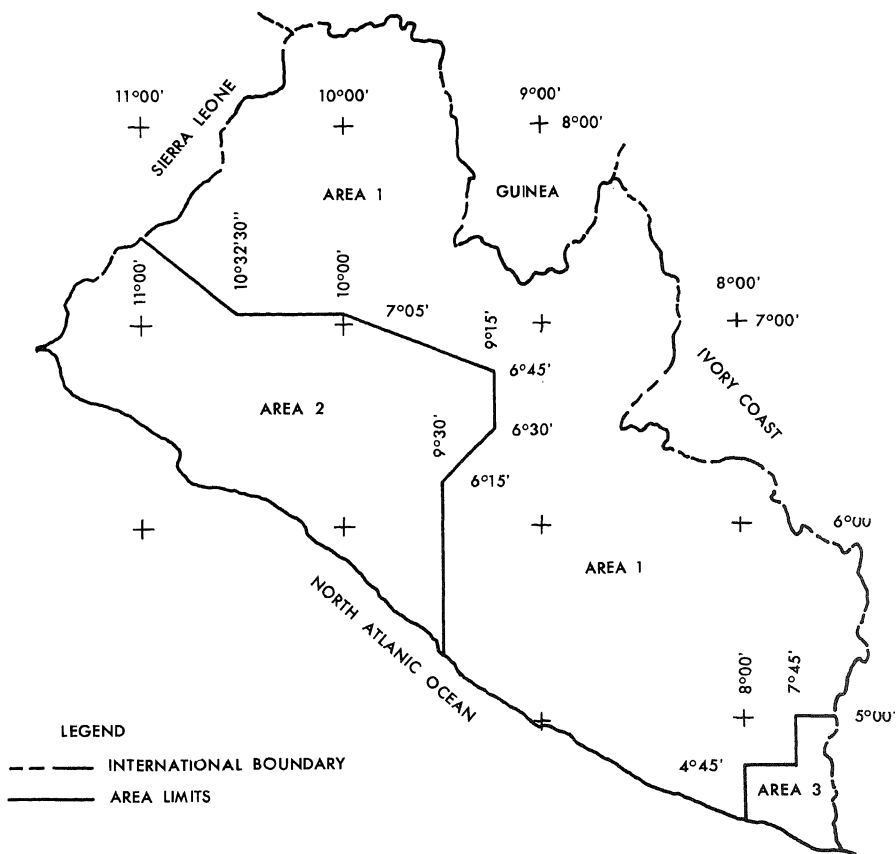 11°00'
10°00'
9°00'
8°00'
SIERRA LEONE
AREA 1
GUINEA
11°00'
10°32'30"
10°00'
7°05'
9°15'
8°00'
7°00'
6°45'
IVORY COAST
AREA 2
9°30'
6°30'
6°15'
6°00'
AREA 1
NORTH ATLANIC OCEAN
8°00'
7°45'
5°00'
LEGEND
INTERNATIONAL BOUNDARY
4°45'
AREA 3
AREA LIMITS